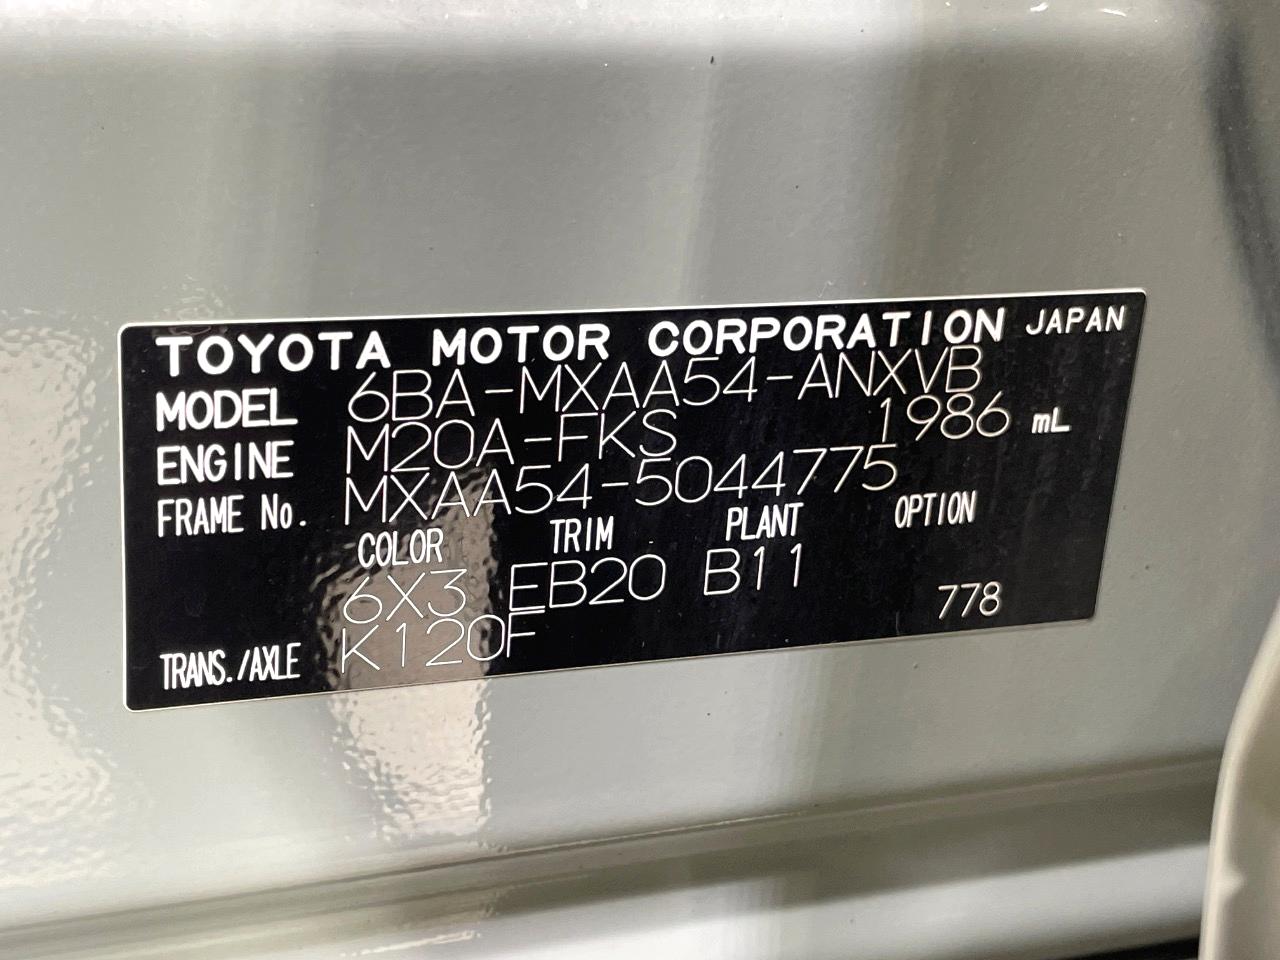 TOYOTA MOTOR CORPORATION JAPAN
MODEL 6BA-MXAA54-ANXVB
ENGINE M20A-FKS 1986 mL
FRAME No. MXAA54-5044775
COLOR TRIM PLANT OPTION
6X3 EB20 B11
TRANS./AXLE K120F 778